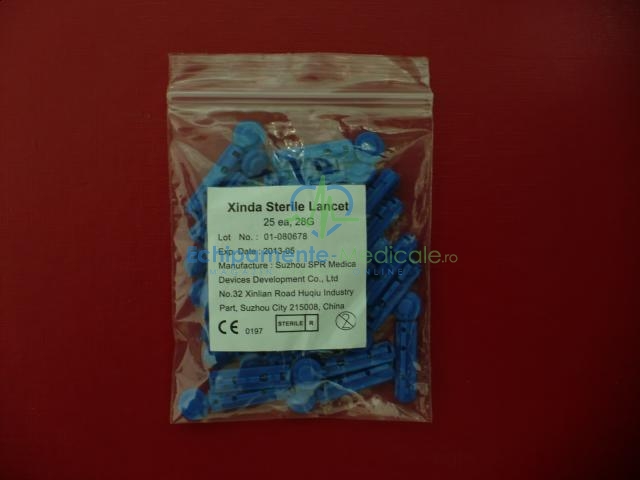 Xinda Sterile Lancet
25 ea, 28G
Lot No. : 01-080678
Exp. Date : 2013-05
echipamente-Medicale.ro
Manufacture : Suzhou SPR Medica
ONLINE
Devices Development Co., Ltd
No.32 Xinlian Road Huqiu Industry
Part, Suzhou City 215008, China
CE 0197 STERILE R 2